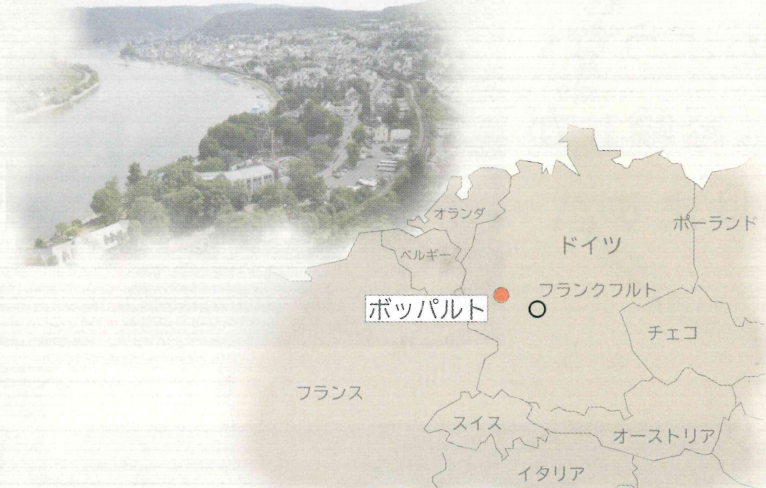 オランダ
ポーランド
ドイツ
ベルギー
フランクフルト
ボッパルト
チェコ
フランス
スイス
オーストリア
イタリア